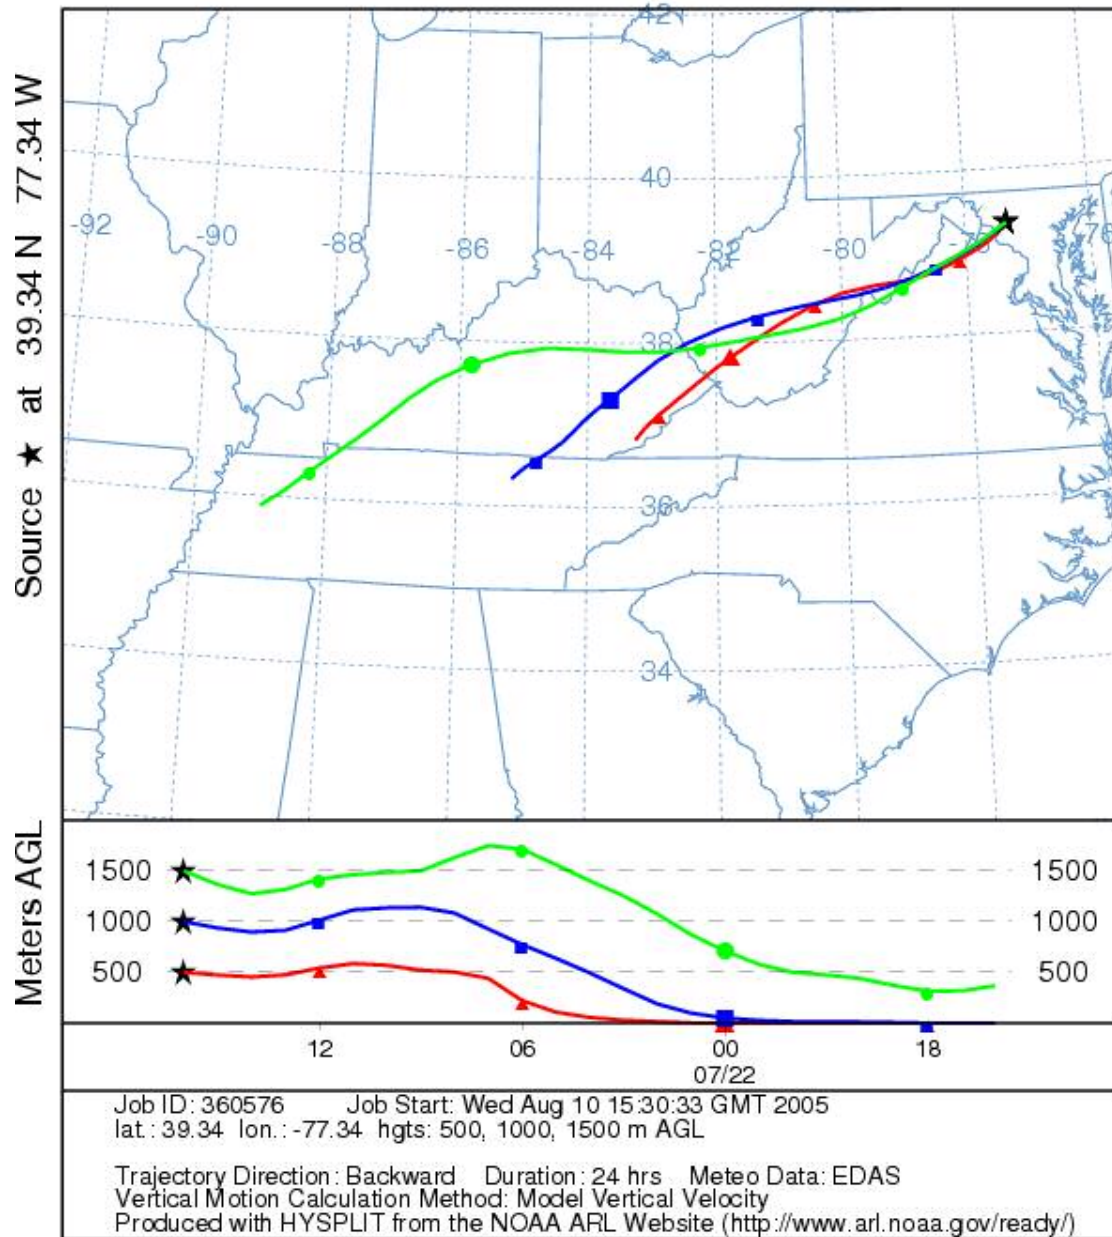 Source ★ at 39.34 N 77.34 W
42
40
-92 -90 -88 -86 -84 -82 -80 -78 -76
38
36
34
Meters AGL
1500 1500
1000 1000
500 500
12 06 00 18
07/22
Job ID: 360576 Job Start: Wed Aug 10 15:30:33 GMT 2005
lat.: 39.34 lon.: -77.34 hgts: 500, 1000, 1500 m AGL
Trajectory Direction: Backward Duration: 24 hrs Meteo Data: EDAS
Vertical Motion Calculation Method: Model Vertical Velocity
Produced with HYSPLIT from the NOAA ARL Website (http://www.arl.noaa.gov/ready/)